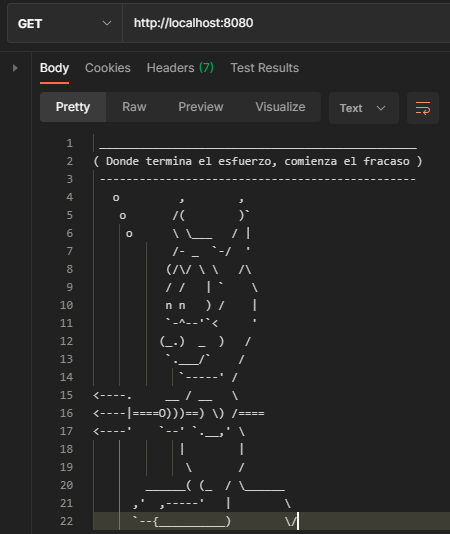 GET http://localhost:8080
Body Cookies Headers (7) Test Results
Pretty Raw Preview Visualize Text
1  _______________________________________________
2 ( Donde termina el esfuerzo, comienza el fracaso )
3  -----------------------------------------------
4    o         ,        ,
5     o       /(        )`
6      o      \ \___   / |
7             /- _  `-/  '
8            (/\/ \ \   /\
9            / /   | `    \
10            n n   ) /    |
11            `-^--'`<     '
12           (_.)  _  )   /
13            `.___/`    /
14              `-----' /
15 <----.     __ / __   \
16 <----|====O)))==) \) /====
17 <----'    `--' `.__,' \
18              |        |
19               \       /
20         ______( (_  / \______
21       ,'  ,-----'   |        \
22       `--{__________)        \/